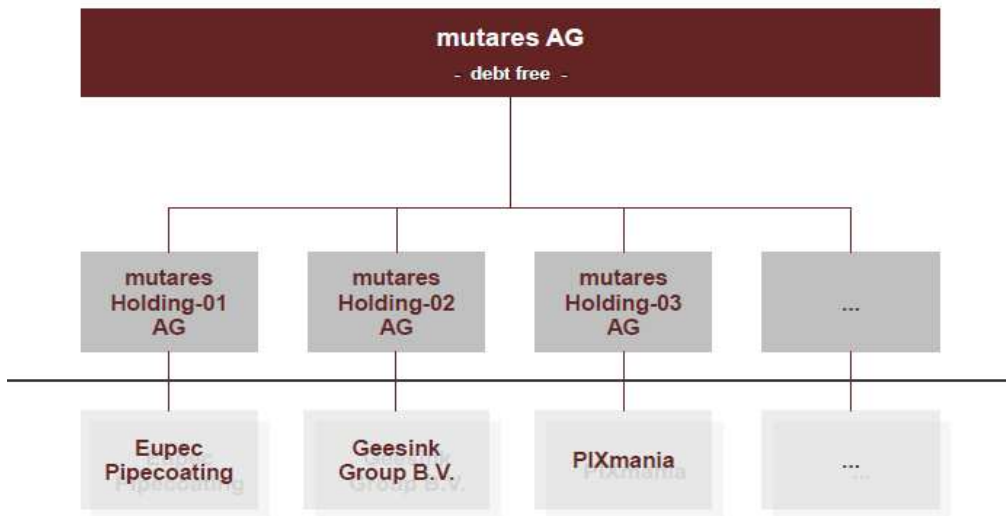 mutares AG
- debt free -
mutares
Holding-01
AG
mutares
Holding-02
AG
mutares
Holding-03
AG
...
Eupec
Pipecoating
Geesink
Group B.V.
PIXmania
...